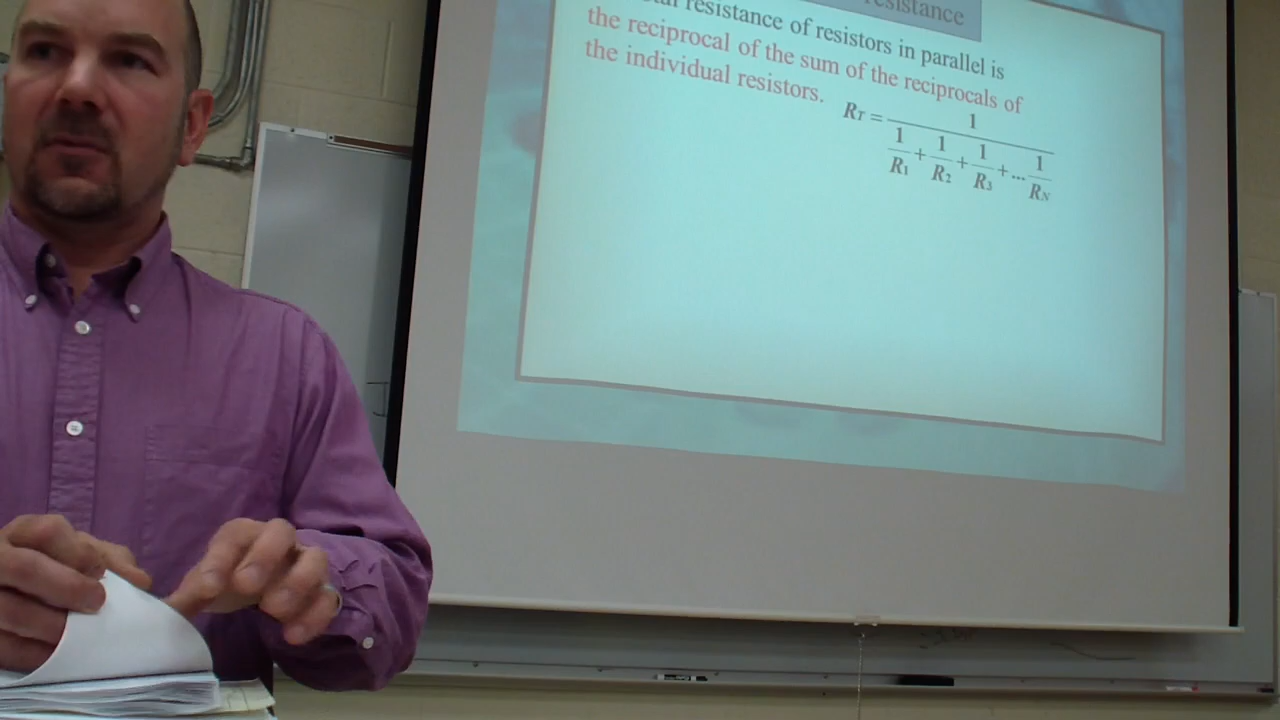 resistance
resistance of resistors in parallel is
the reciprocal of the sum of the reciprocals of
the individual resistors.
RT = 1
1/R1 + 1/R2 + 1/R3 + ... 1/RN